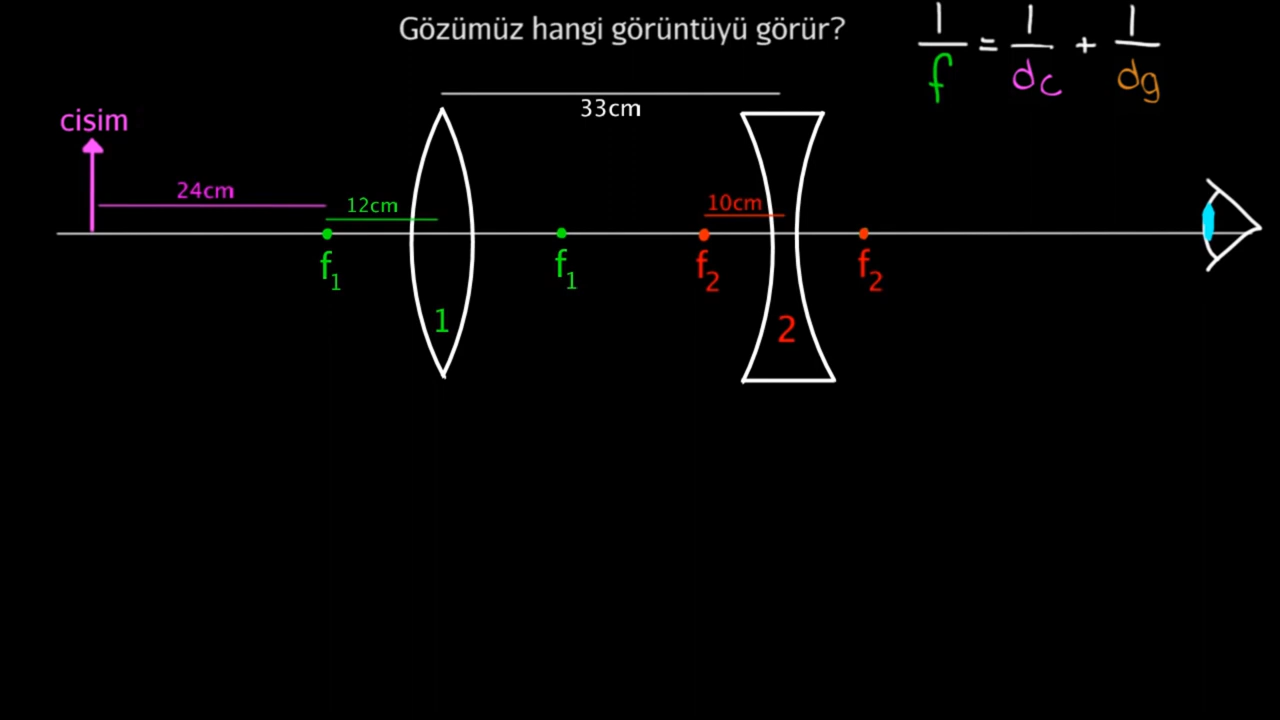 Gözümüz hangi görüntüyü görür?
1/f = 1/dc + 1/dg
33cm
cisim
24cm
12cm
10cm
f1
f1
f2
f2
1
2